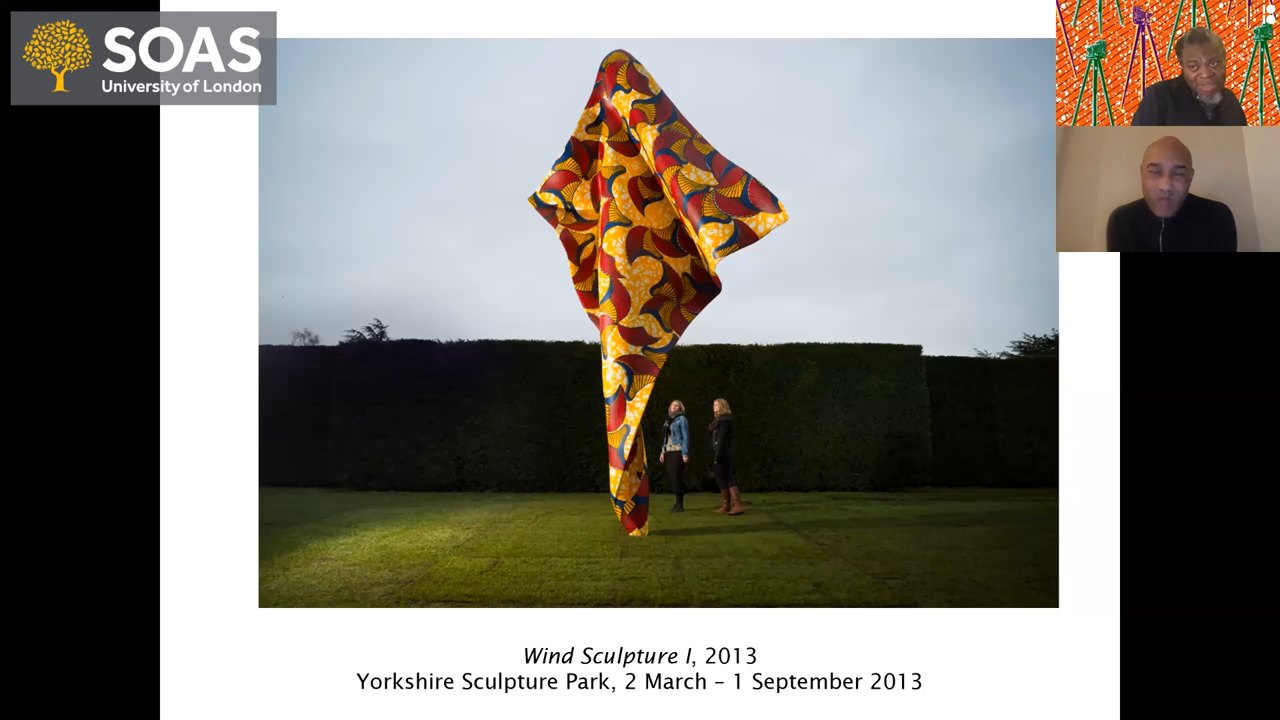 SOAS
University of London
Wind Sculpture I, 2013
Yorkshire Sculpture Park, 2 March – 1 September 2013